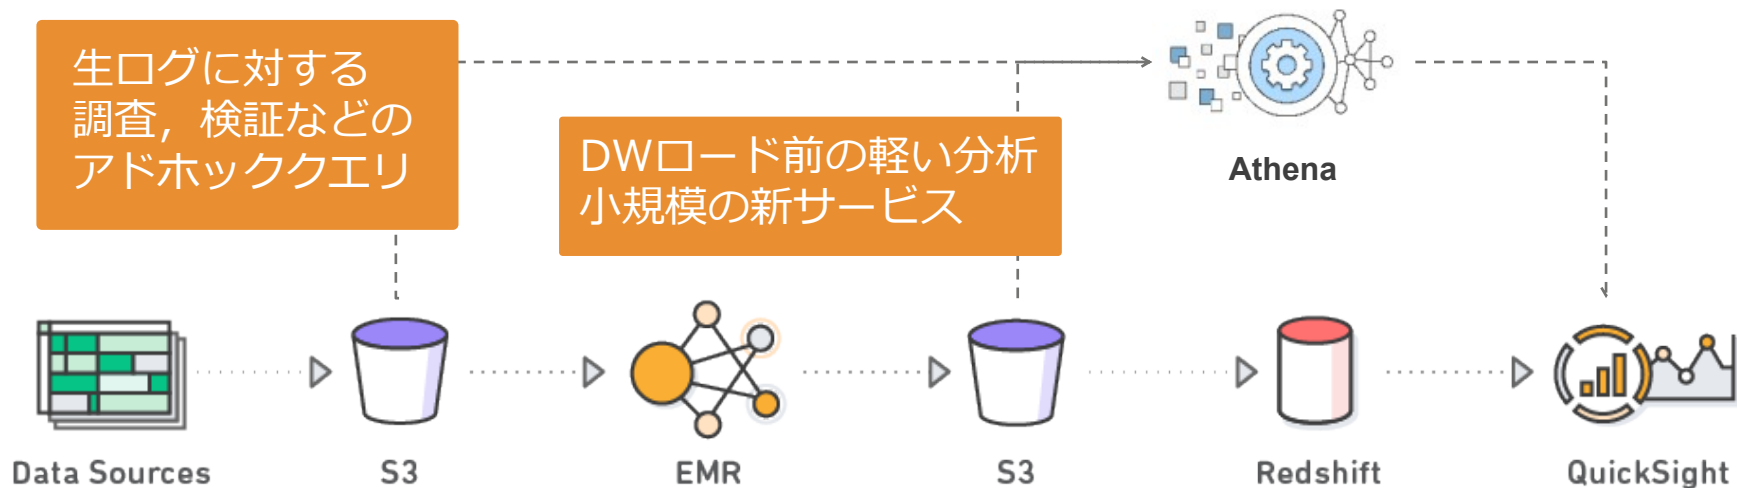 生ログに対する
調査，検証などの
アドホッククエリ
DWロード前の軽い分析
小規模の新サービス
Athena
Data Sources
S3
EMR
S3
Redshift
QuickSight